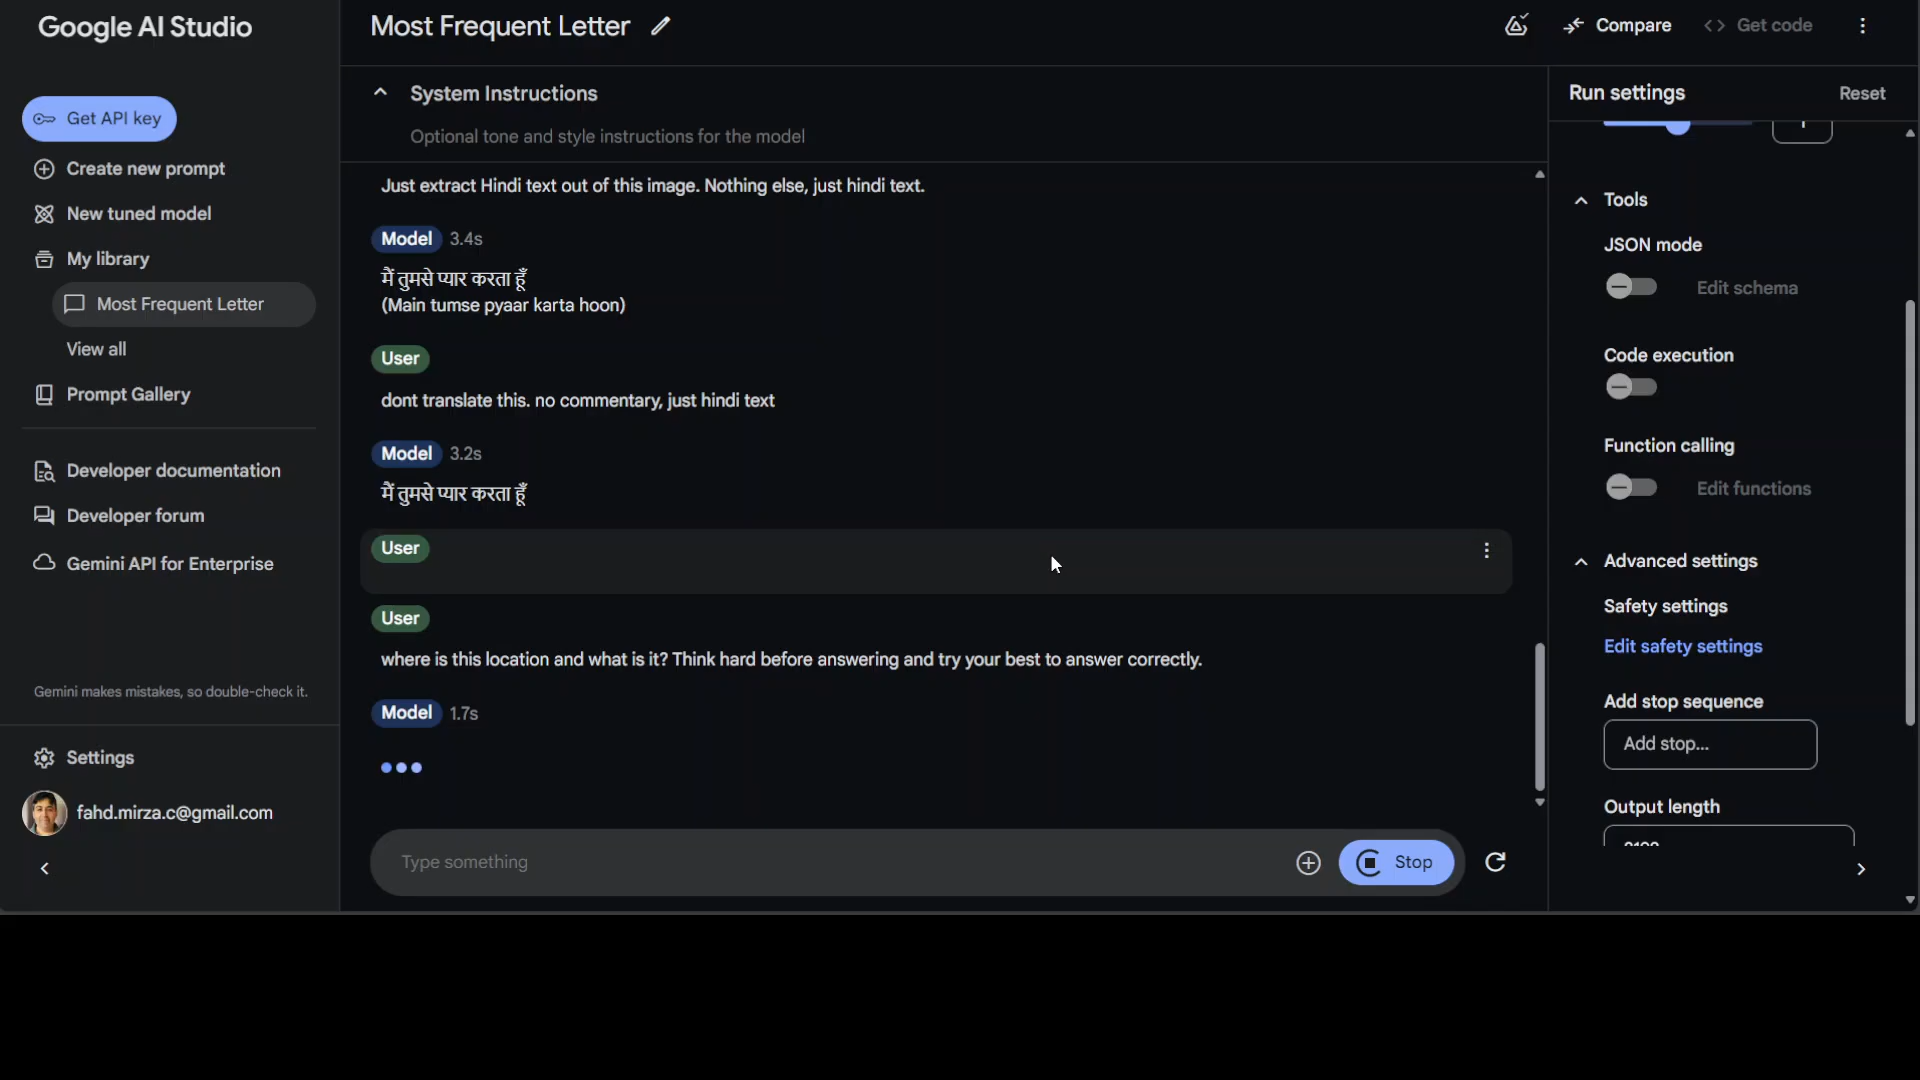 Google AI Studio
Get API key
Create new prompt
New tuned model
My library
Most Frequent Letter
View all
Prompt Gallery
Developer documentation
Developer forum
Gemini API for Enterprise
Gemini makes mistakes, so double-check it.
Settings
fahd.mirza.c@gmail.com
Most Frequent Letter
Compare
<> Get code
System Instructions
Optional tone and style instructions for the model
Just extract Hindi text out of this image. Nothing else, just hindi text.
Model 3.4s
मैं तुमसे प्यार करता हूँ
(Main tumse pyaar karta hoon)
User
dont translate this. no commentary, just hindi text
Model 3.2s
मैं तुमसे प्यार करता हूँ
User
User
where is this location and what is it? Think hard before answering and try your best to answer correctly.
Model 1.7s
Type something
Stop
Run settings
Reset
Tools
JSON mode
Edit schema
Code execution
Function calling
Edit functions
Advanced settings
Safety settings
Edit safety settings
Add stop sequence
Add stop...
Output length